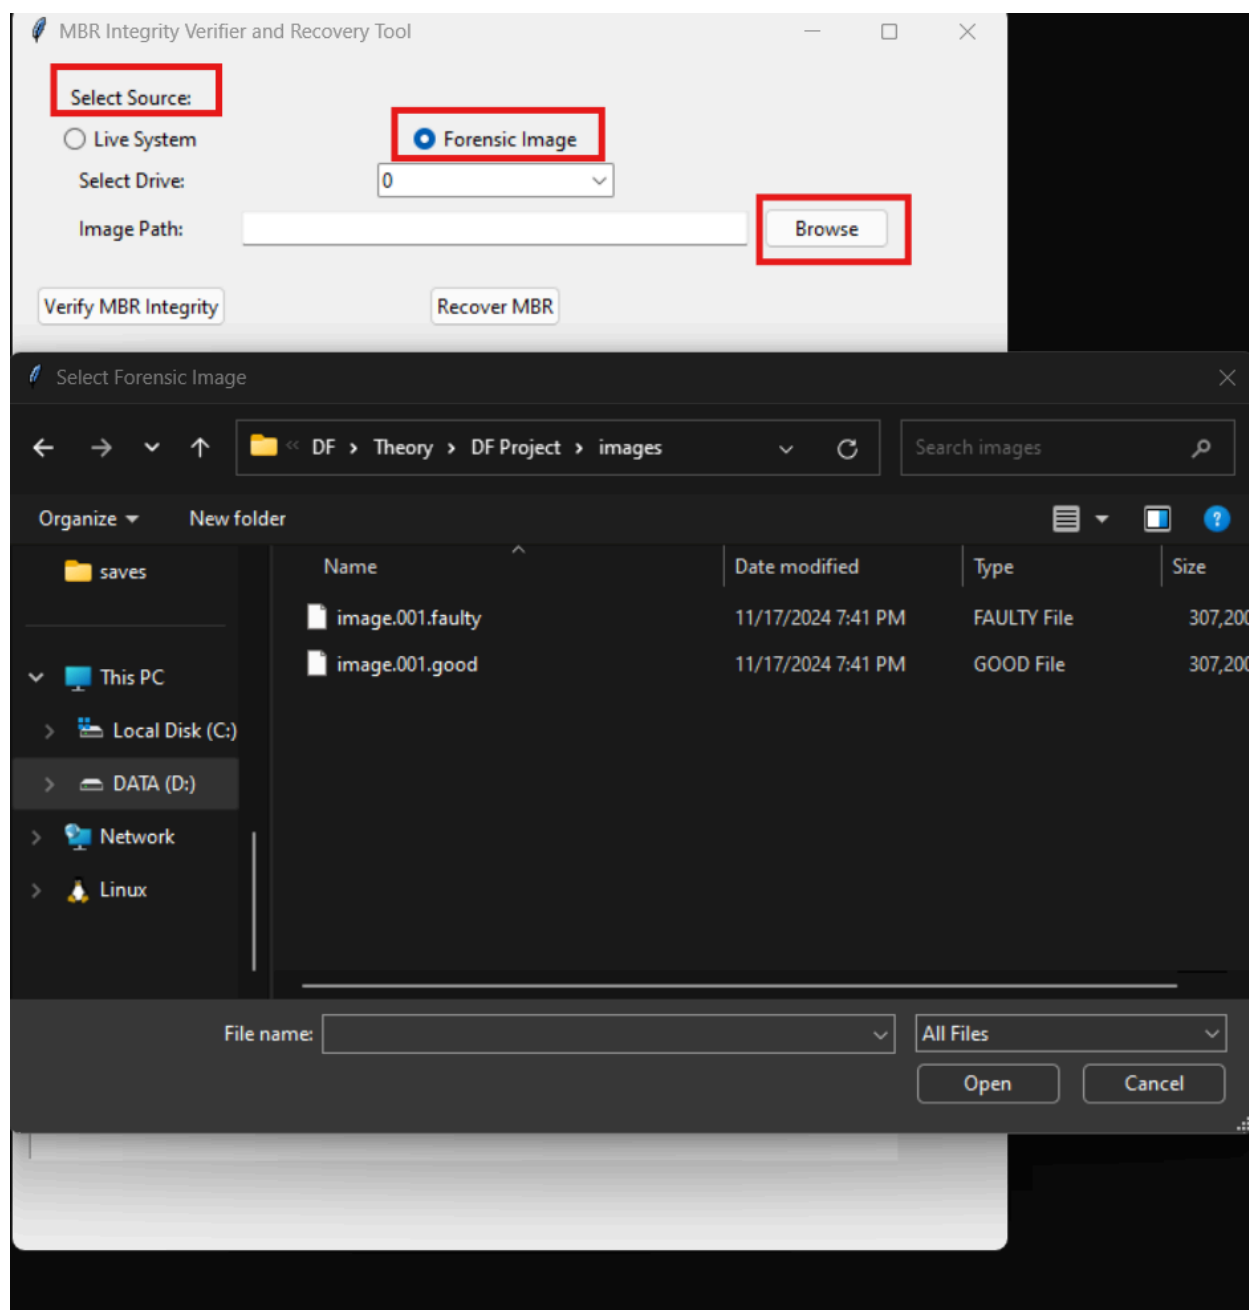 MBR Integrity Verifier and Recovery Tool
Select Source:
Live System Forensic Image
Select Drive: 0
Image Path: Browse
Verify MBR Integrity Recover MBR
Select Forensic Image
« DF > Theory > DF Project > images Search images
Organize New folder
saves Name Date modified Type Size
image.001.faulty 11/17/2024 7:41 PM FAULTY File 307,200
image.001.good 11/17/2024 7:41 PM GOOD File 307,200
This PC
Local Disk (C:)
DATA (D:)
Network
Linux
File name: All Files
Open Cancel